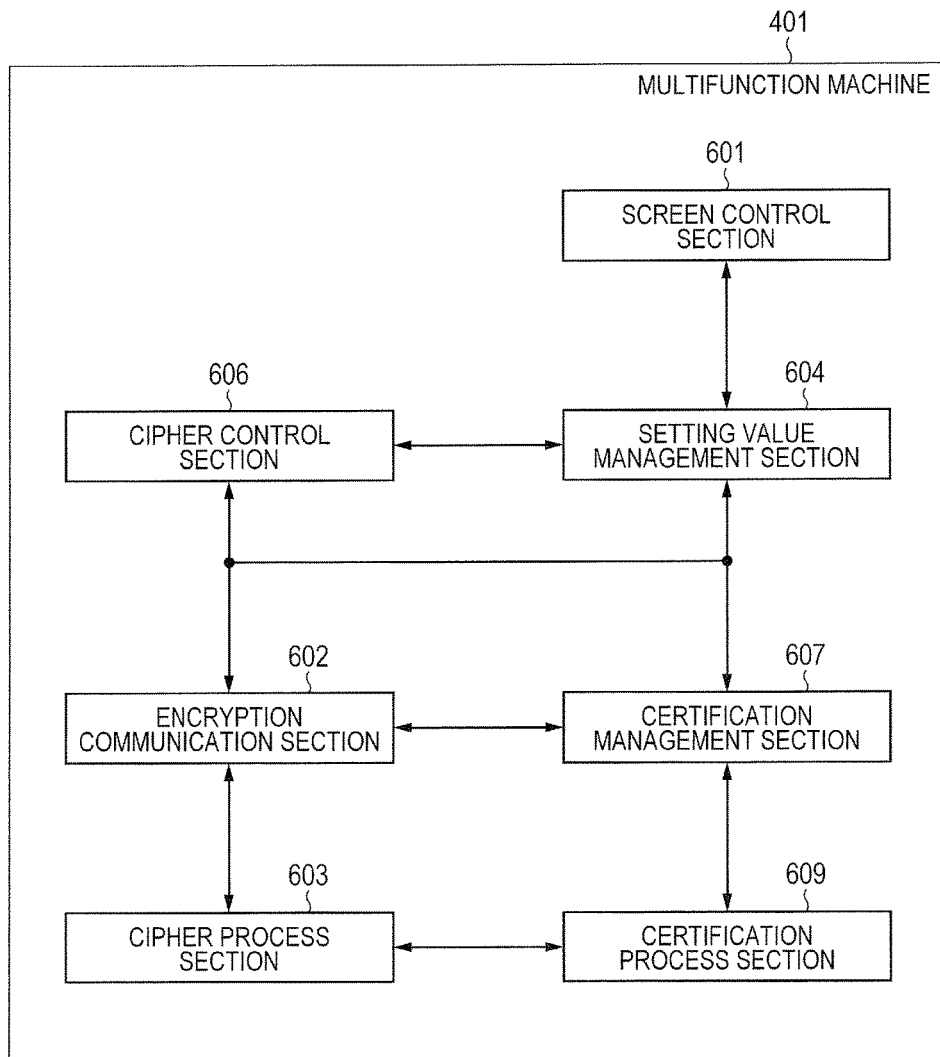 401
MULTIFUNCTION MACHINE
601
SCREEN CONTROL
SECTION
606
CIPHER CONTROL
SECTION
604
SETTING VALUE
MANAGEMENT SECTION
602
ENCRYPTION
COMMUNICATION SECTION
607
CERTIFICATION
MANAGEMENT SECTION
603
CIPHER PROCESS
SECTION
609
CERTIFICATION
PROCESS SECTION